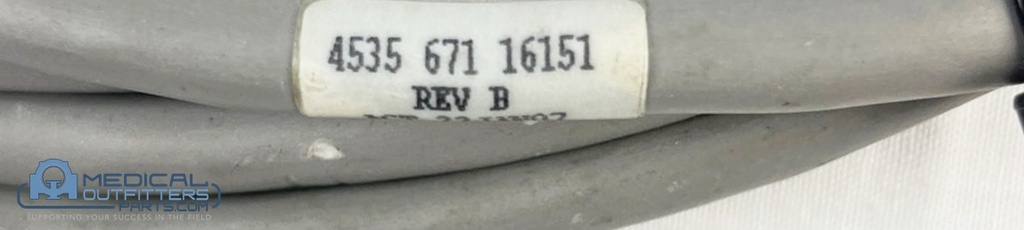 4535 671 16151
REV B
MEDICAL
OUTFITTERS
PARTS.COM
SUPPORTING YOUR SUCCESS IN THE FIELD